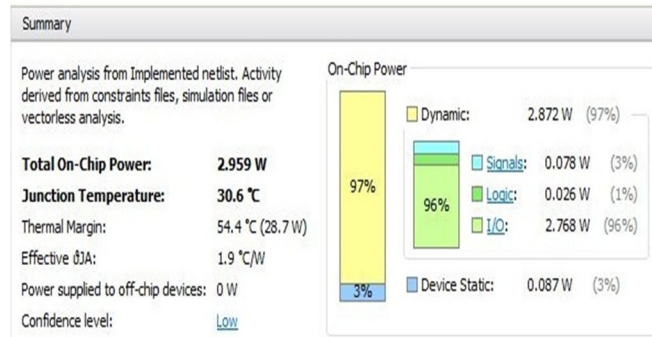 Summary
Power analysis from Implemented netlist. Activity
derived from constraints files, simulation files or
vectorless analysis.
Total On-Chip Power: 2.959 W
Junction Temperature: 30.6 °C
Thermal Margin: 54.4 °C (28.7 W)
Effective ϑJA: 1.9 °C/W
Power supplied to off-chip devices: 0 W
Confidence level: Low
On-Chip Power
97%
3%
Dynamic: 2.872 W (97%)
96%
Signals: 0.078 W (3%)
Logic: 0.026 W (1%)
I/O: 2.768 W (96%)
Device Static: 0.087 W (3%)